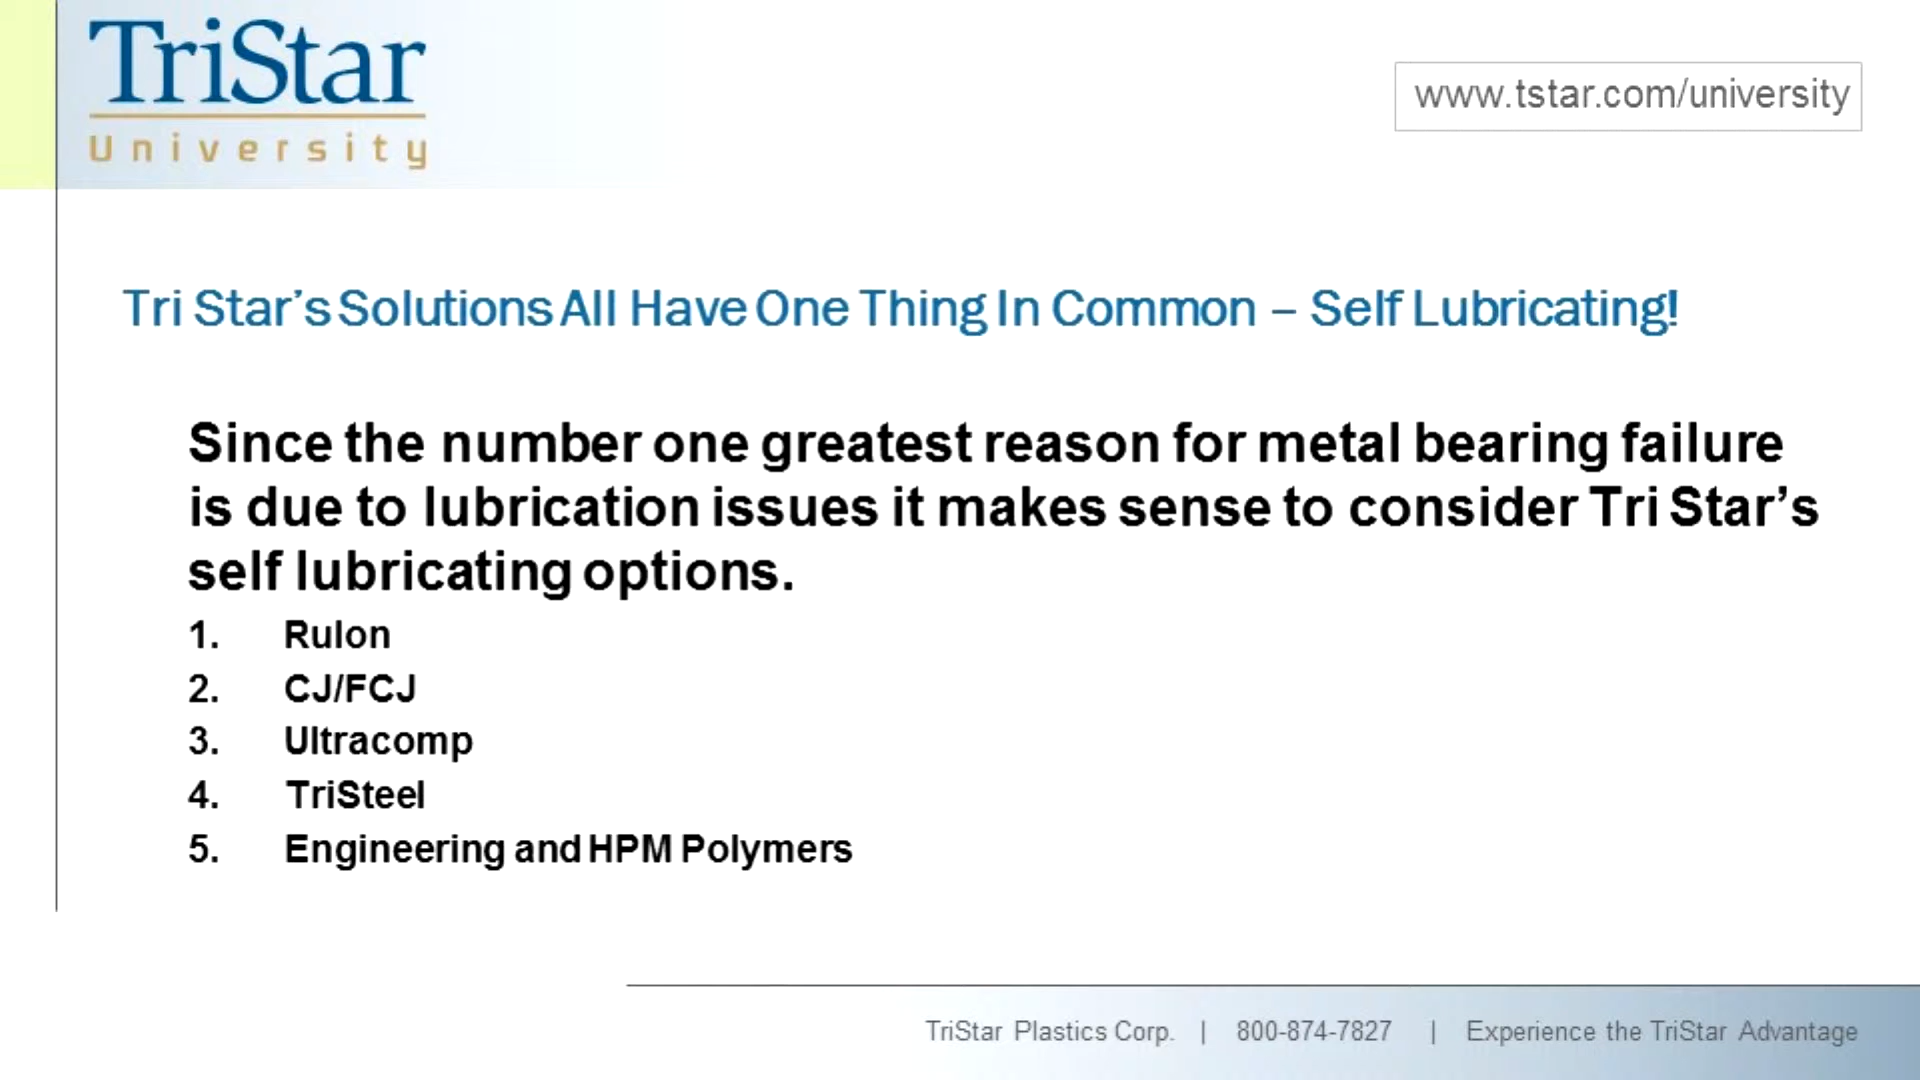 TriStar
University
www.tstar.com/university
Tri Star's Solutions All Have One Thing In Common – Self Lubricating!
Since the number one greatest reason for metal bearing failure
is due to lubrication issues it makes sense to consider Tri Star's
self lubricating options.
1. Rulon
2. CJ/FCJ
3. Ultracomp
4. TriSteel
5. Engineering and HPM Polymers
TriStar Plastics Corp. | 800-874-7827 | Experience the TriStar Advantage